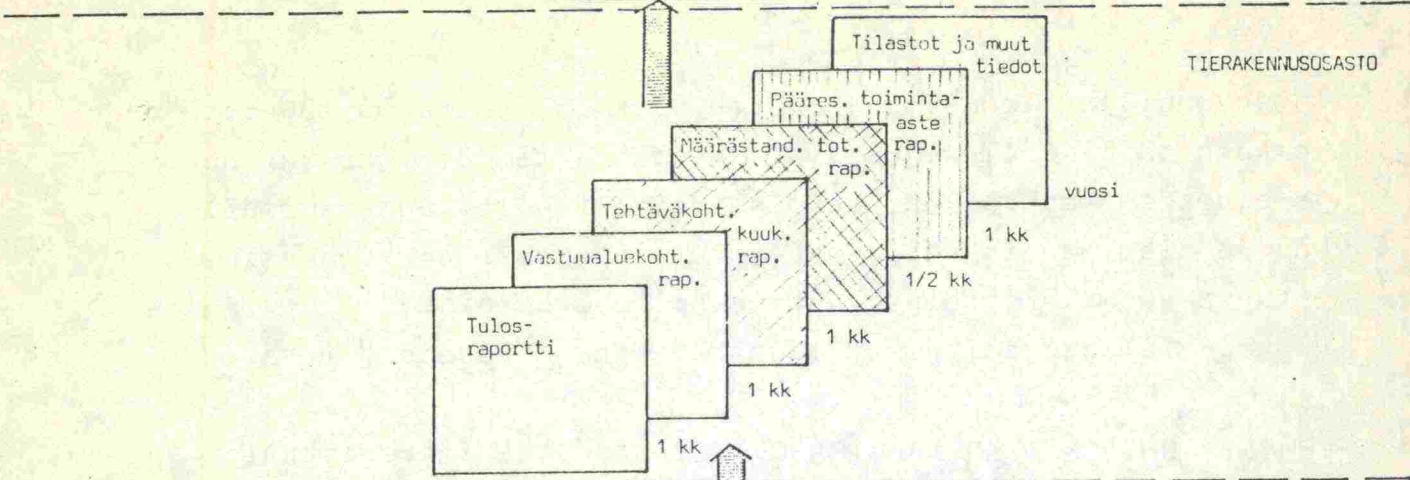 Tilastot ja muut
tiedot
TIERAKENNUSOSASTO
Pääres. toiminta-
aste
rap.
Määrästand. tot.
rap.
vuosi
Tehtäväkoht.
kuuk.
rap.
1 kk
Vastuualuekoht.
rap.
1/2 kk
Tulos-
raportti
1 kk
1 kk
1 kk